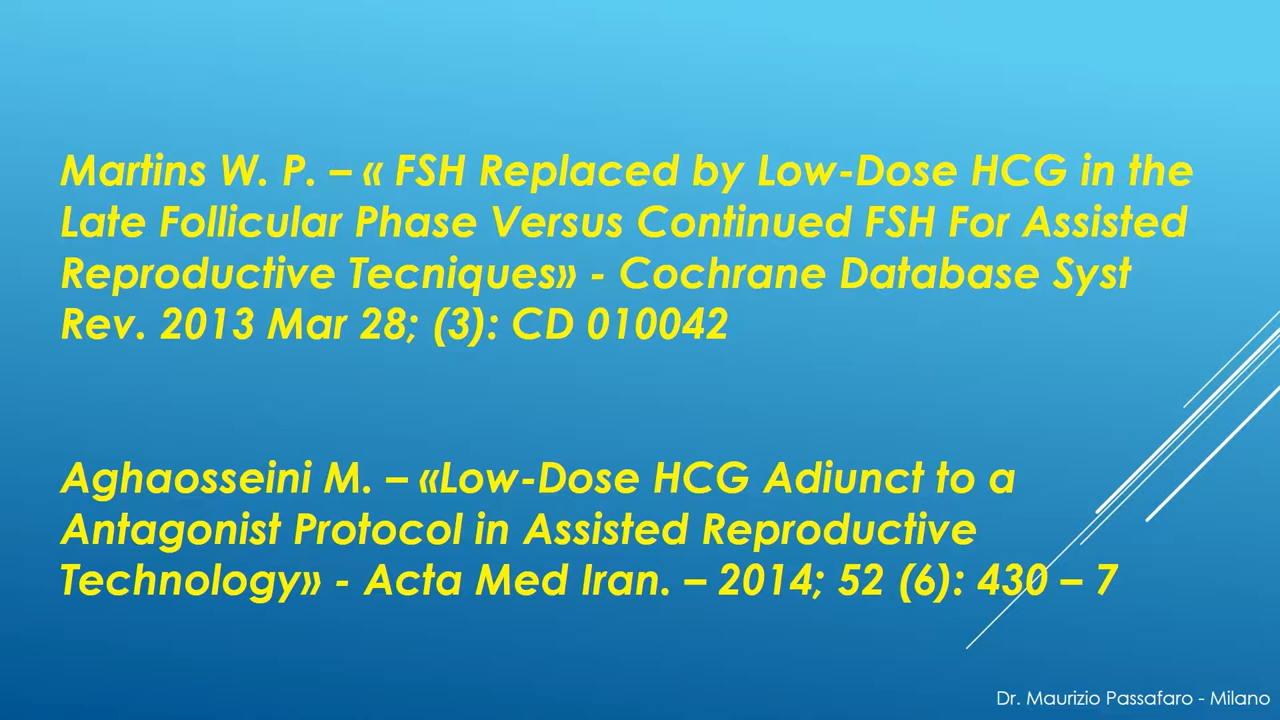 Martins W. P. – « FSH Replaced by Low-Dose HCG in the
Late Follicular Phase Versus Continued FSH For Assisted
Reproductive Tecniques» - Cochrane Database Syst
Rev. 2013 Mar 28; (3): CD 010042
Aghaosseini M. – «Low-Dose HCG Adiunct to a
Antagonist Protocol in Assisted Reproductive
Technology» - Acta Med Iran. – 2014; 52 (6): 430 – 7
Dr. Maurizio Passafaro - Milano